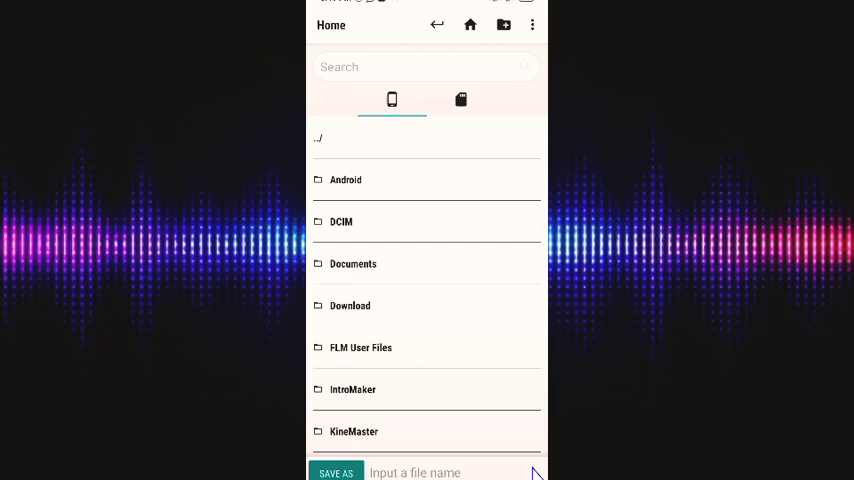 Home
Search
../
Android
DCIM
Documents
Download
FLM User Files
IntroMaker
KineMaster
SAVE AS
Input a file name